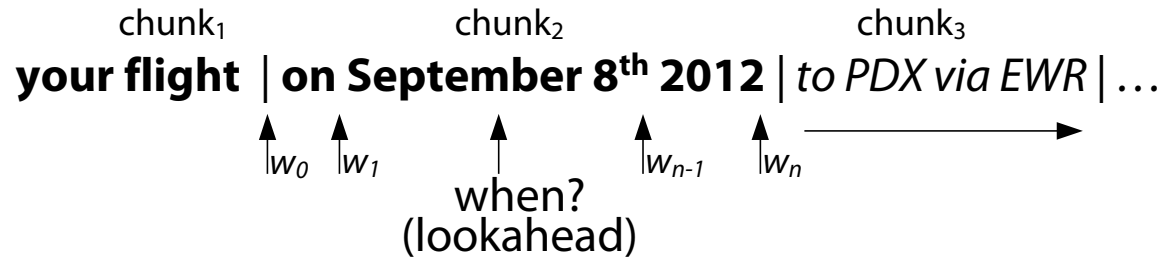 chunk₁ chunk₂ chunk₃
your flight | on September 8ᵗʰ 2012 | to PDX via EWR | …
w₀ w₁ wₙ₋₁ wₙ
when?
(lookahead)